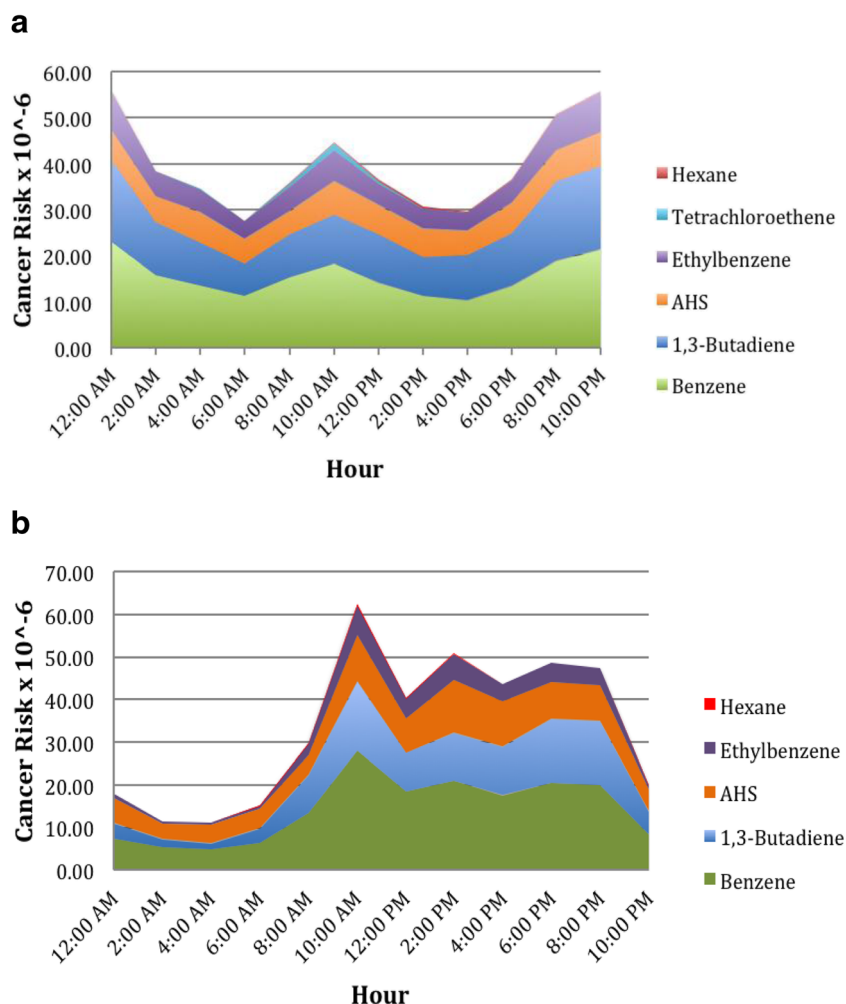 a
Cancer Risk x 10^-6
60.00
50.00
40.00
30.00
20.00
10.00
0.00
12:00 AM
2:00 AM
4:00 AM
6:00 AM
8:00 AM
10:00 AM
12:00 PM
2:00 PM
4:00 PM
6:00 PM
8:00 PM
10:00 PM
Hour
Hexane
Tetrachloroethene
Ethylbenzene
AHS
1,3-Butadiene
Benzene
b
Cancer Risk x 10^-6
70.00
60.00
50.00
40.00
30.00
20.00
10.00
0.00
12:00 AM
2:00 AM
4:00 AM
6:00 AM
8:00 AM
10:00 AM
12:00 PM
2:00 PM
4:00 PM
6:00 PM
8:00 PM
10:00 PM
Hour
Hexane
Ethylbenzene
AHS
1,3-Butadiene
Benzene